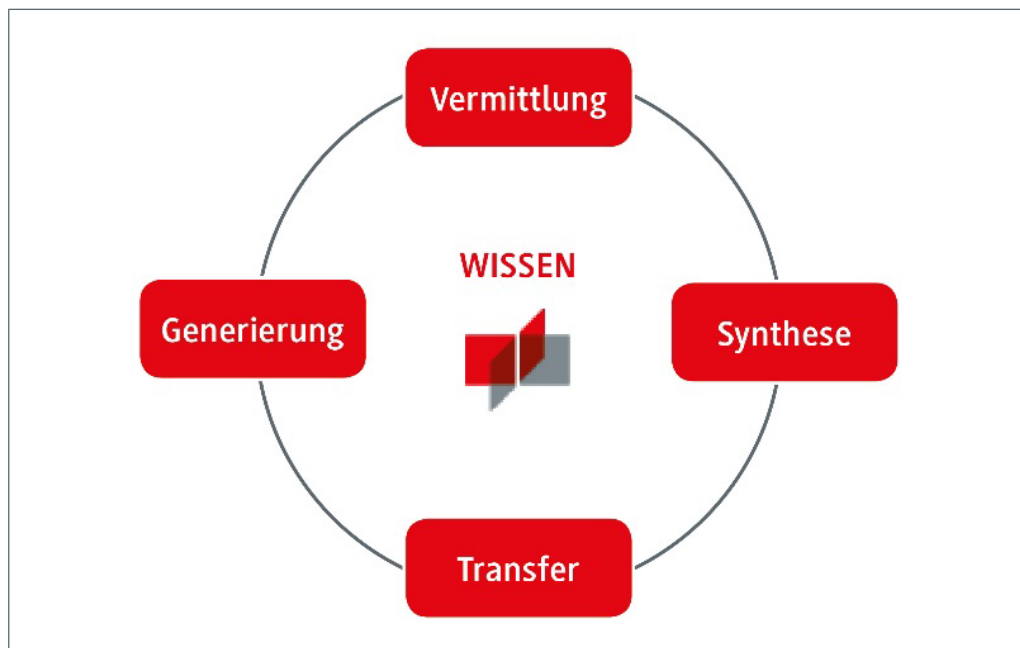 Vermittlung
WISSEN
Generierung
Synthese
Transfer